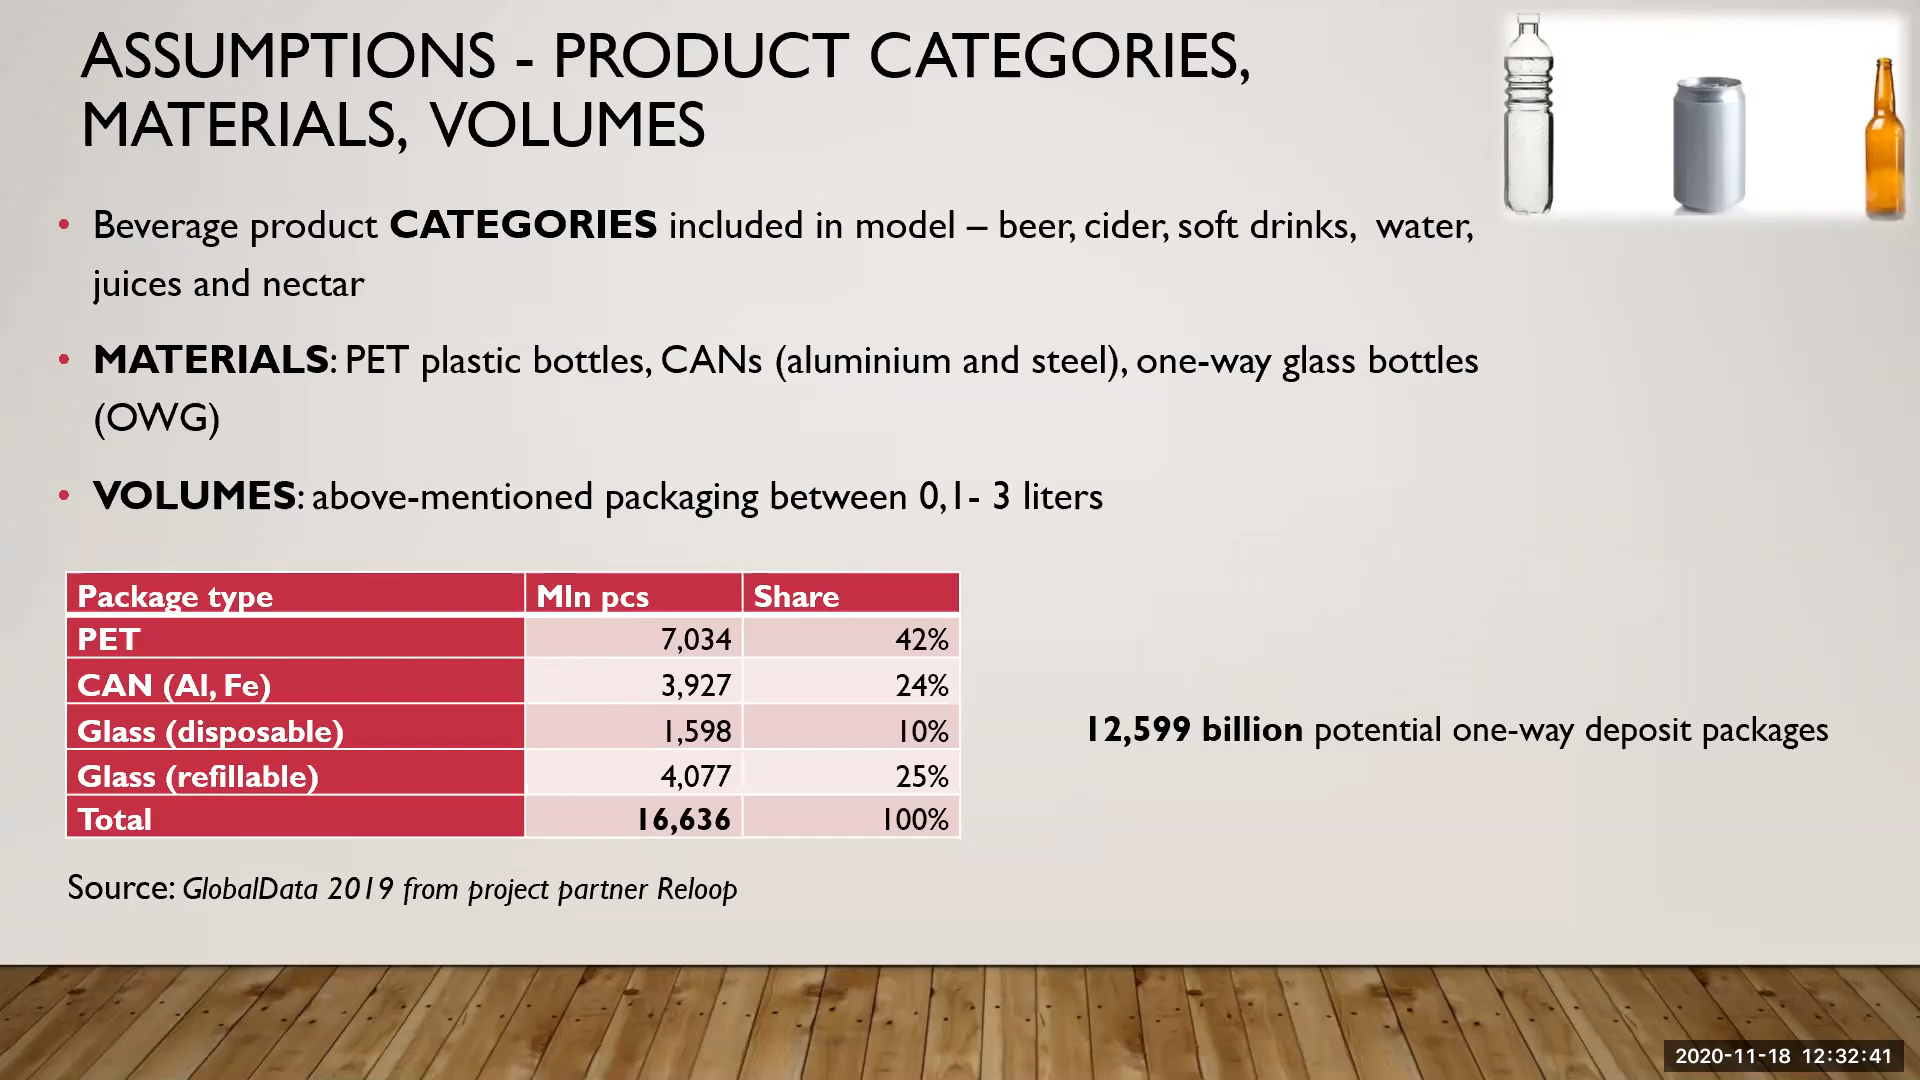 ASSUMPTIONS - PRODUCT CATEGORIES,
MATERIALS, VOLUMES
• Beverage product CATEGORIES included in model – beer, cider, soft drinks, water,
juices and nectar
• MATERIALS: PET plastic bottles, CANs (aluminium and steel), one-way glass bottles
(OWG)
• VOLUMES: above-mentioned packaging between 0,1- 3 liters
Package type Mln pcs Share
PET 7,034 42%
CAN (Al, Fe) 3,927 24%
Glass (disposable) 1,598 10%
12,599 billion potential one-way deposit packages
Glass (refillable) 4,077 25%
Total 16,636 100%
Source: GlobalData 2019 from project partner Reloop
2020-11-18 12:32:41